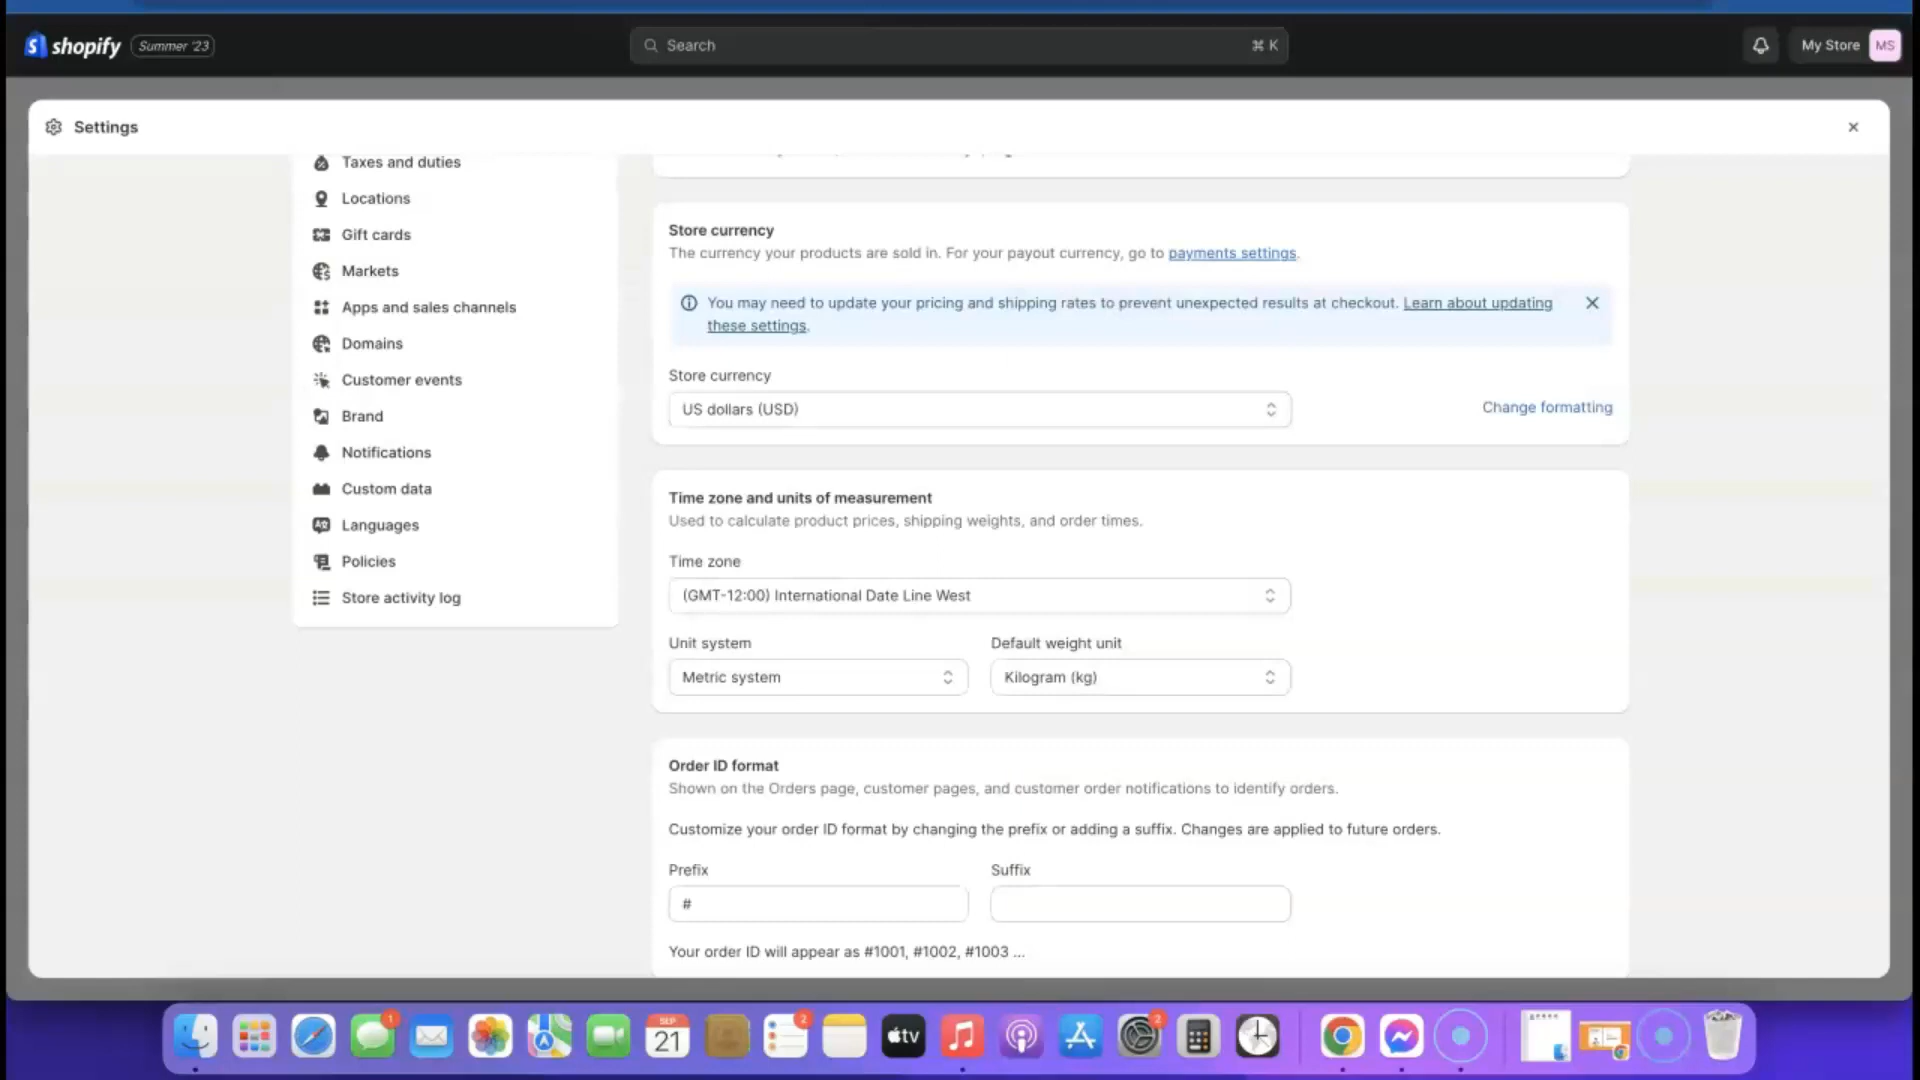 shopify
Summer '23
Search
⌘ K
My Store
MS
Settings
Taxes and duties
Locations
Gift cards
Markets
Apps and sales channels
Domains
Customer events
Brand
Notifications
Custom data
Languages
Policies
Store activity log
Store currency
The currency your products are sold in. For your payout currency, go to payments settings.
You may need to update your pricing and shipping rates to prevent unexpected results at checkout. Learn about updating
these settings.
Store currency
US dollars (USD)
Change formatting
Time zone and units of measurement
Used to calculate product prices, shipping weights, and order times.
Time zone
(GMT-12:00) International Date Line West
Unit system
Default weight unit
Metric system
Kilogram (kg)
Order ID format
Shown on the Orders page, customer pages, and customer order notifications to identify orders.
Customize your order ID format by changing the prefix or adding a suffix. Changes are applied to future orders.
Prefix
Suffix
#
Your order ID will appear as #1001, #1002, #1003 ...
1
SEP
21
2
tv
2